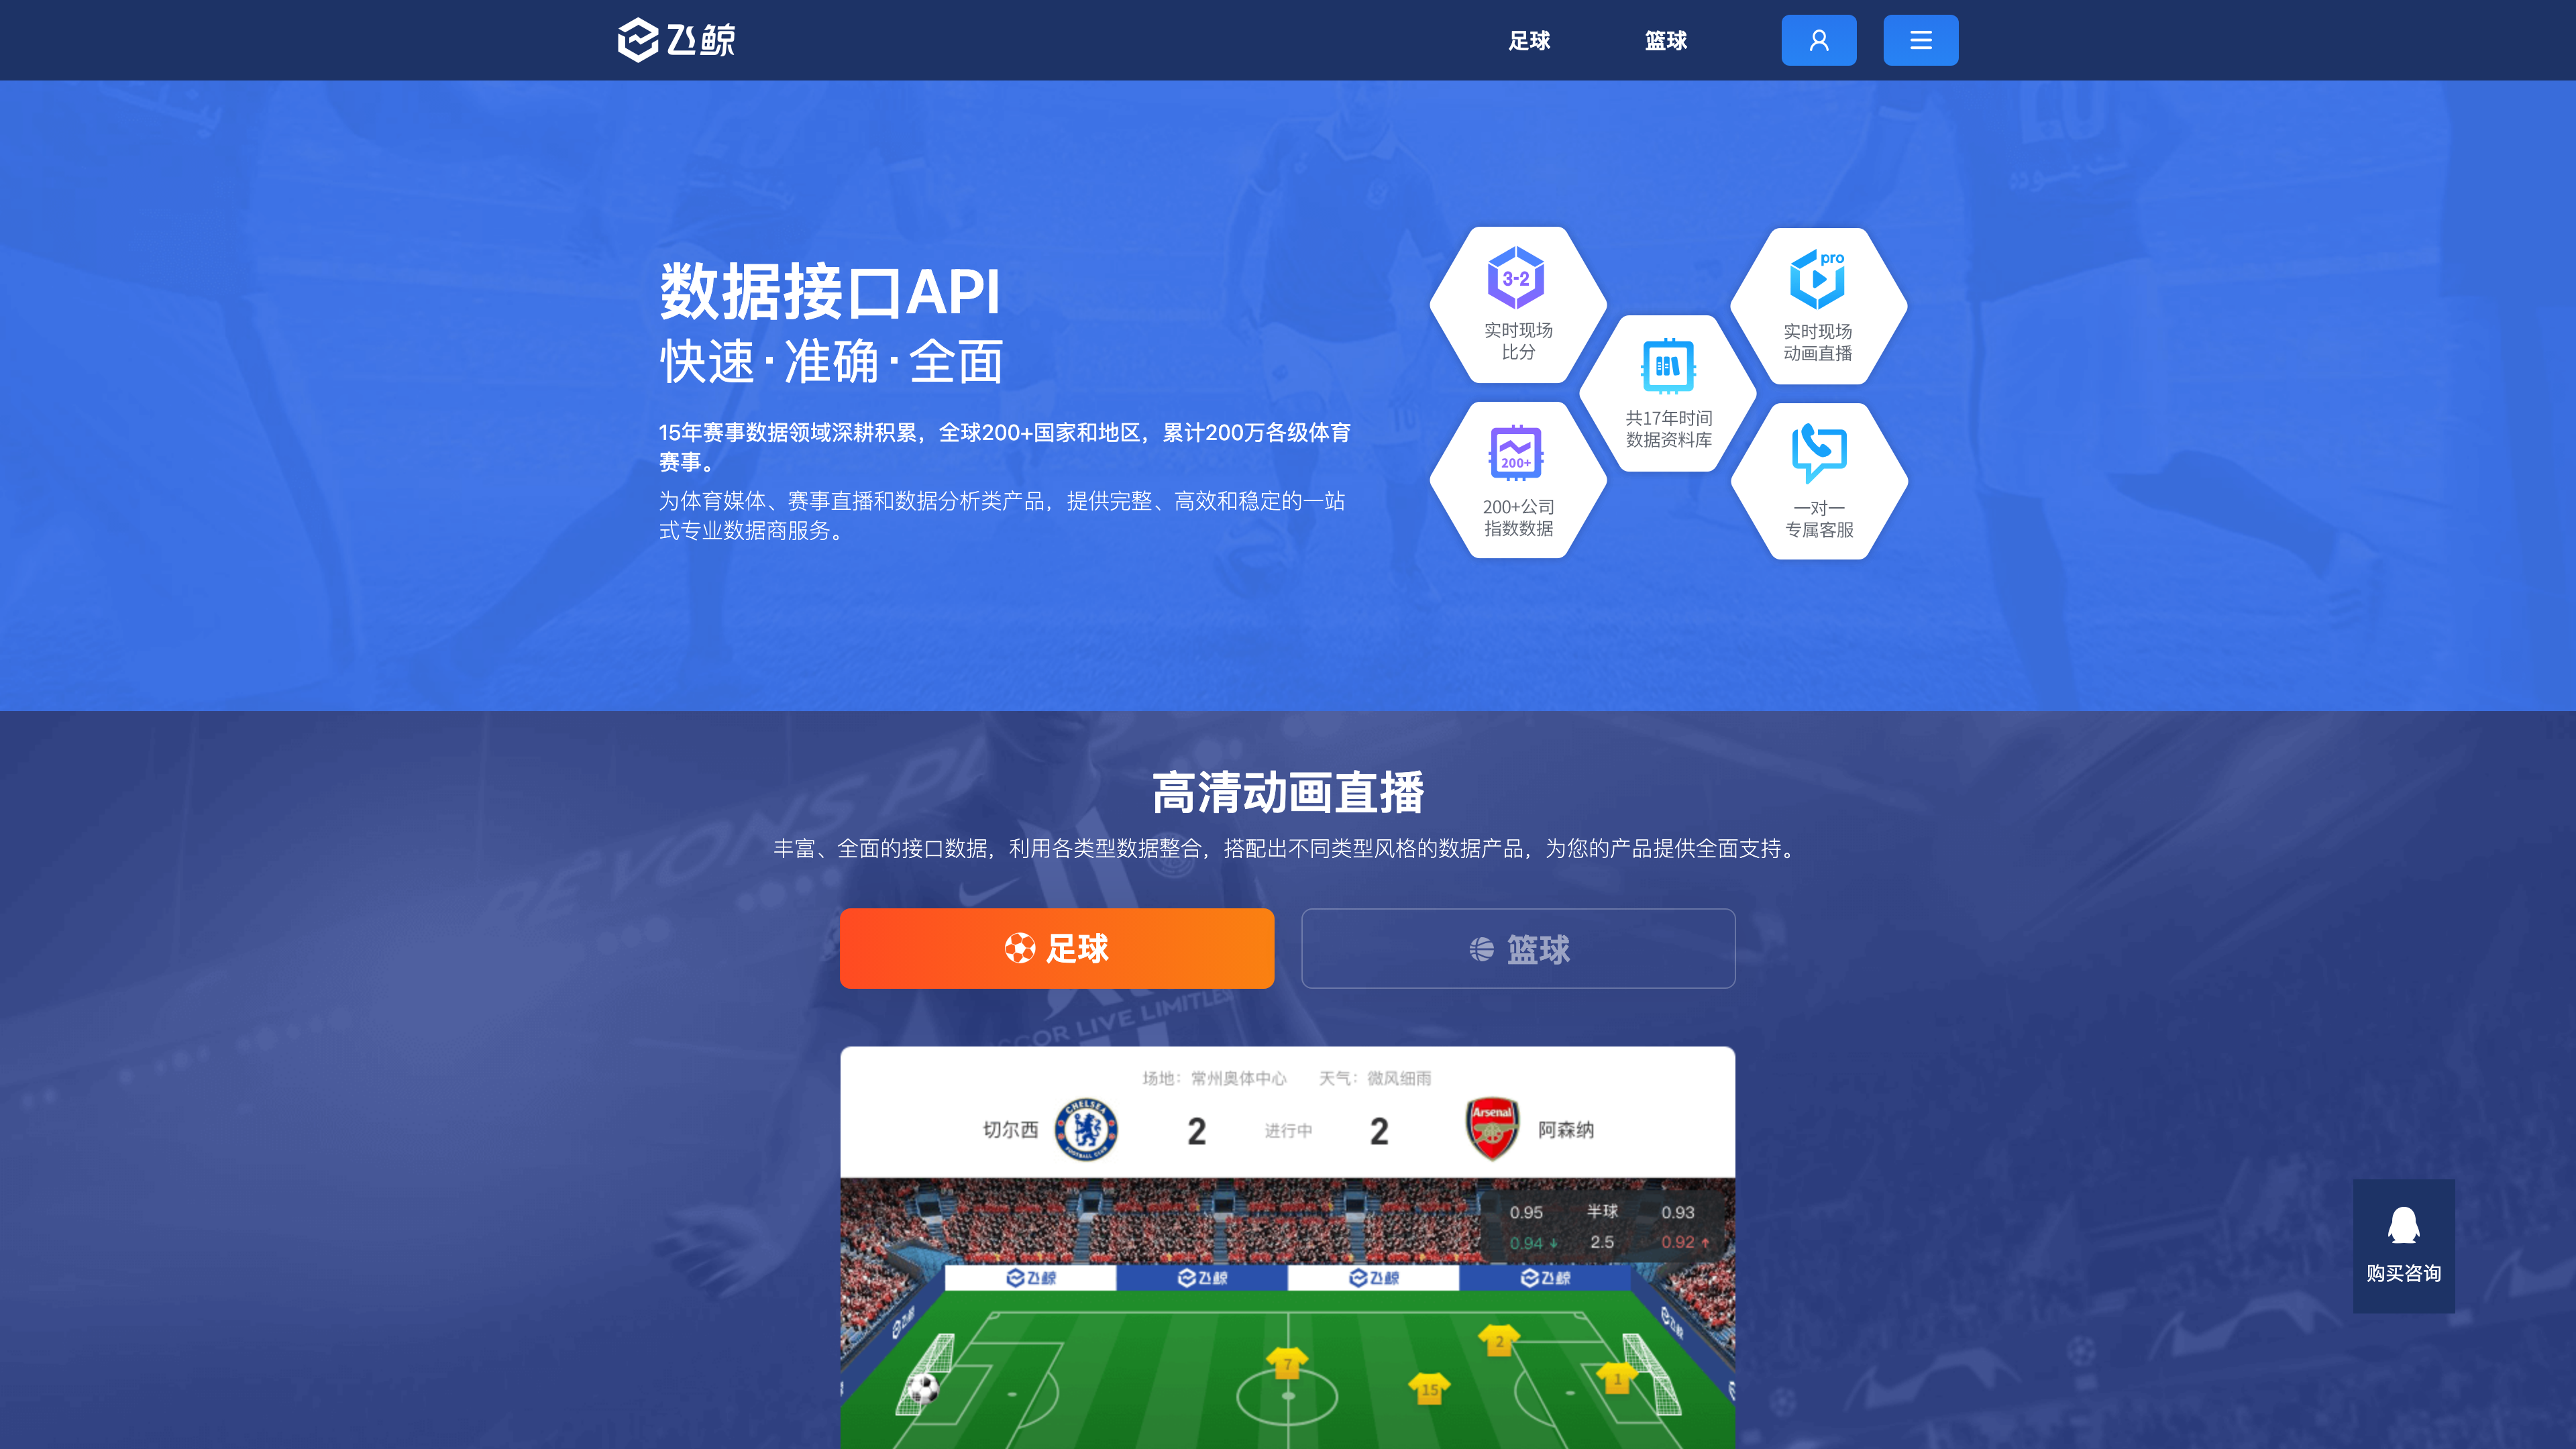 飞鲸
足球
篮球
数据接口API
快速·准确·全面
15年赛事数据领域深耕积累，全球200+国家和地区，累计200万各级体育
赛事。
为体育媒体、赛事直播和数据分析类产品，提供完整、高效和稳定的一站
式专业数据商服务。
3-2
实时现场
比分
pro
实时现场
动画直播
共17年时间
数据资料库
200+
200+公司
指数数据
一对一
专属客服
高清动画直播
丰富、全面的接口数据，利用各类型数据整合，搭配出不同类型风格的数据产品，为您的产品提供全面支持。
足球
篮球
场地：常州奥体中心 天气：微风细雨
切尔西
CHELSEA
FOOTBALL CLUB
2
进行中
2
Arsenal
阿森纳
0.95 半球 0.93
0.94 2.5 0.92
飞鲸
飞鲸
飞鲸
飞鲸
飞鲸
飞鲸
2
7
15
1
购买咨询